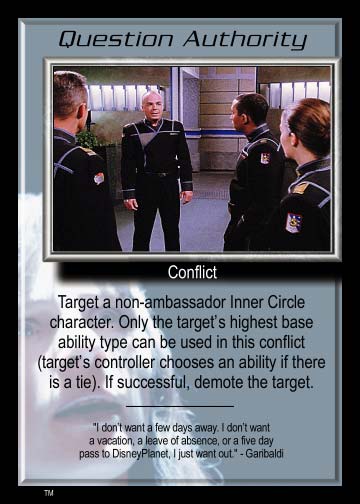 Question Authority
Conflict
Target a non-ambassador Inner Circle
character. Only the target's highest base
ability type can be used in this conflict
(target's controller chooses an ability if there
is a tie). If successful, demote the target.
"I don't want a few days away. I don't want
a vacation, a leave of absence, or a five day
pass to DisneyPlanet, I just want out." - Garibaldi
TM